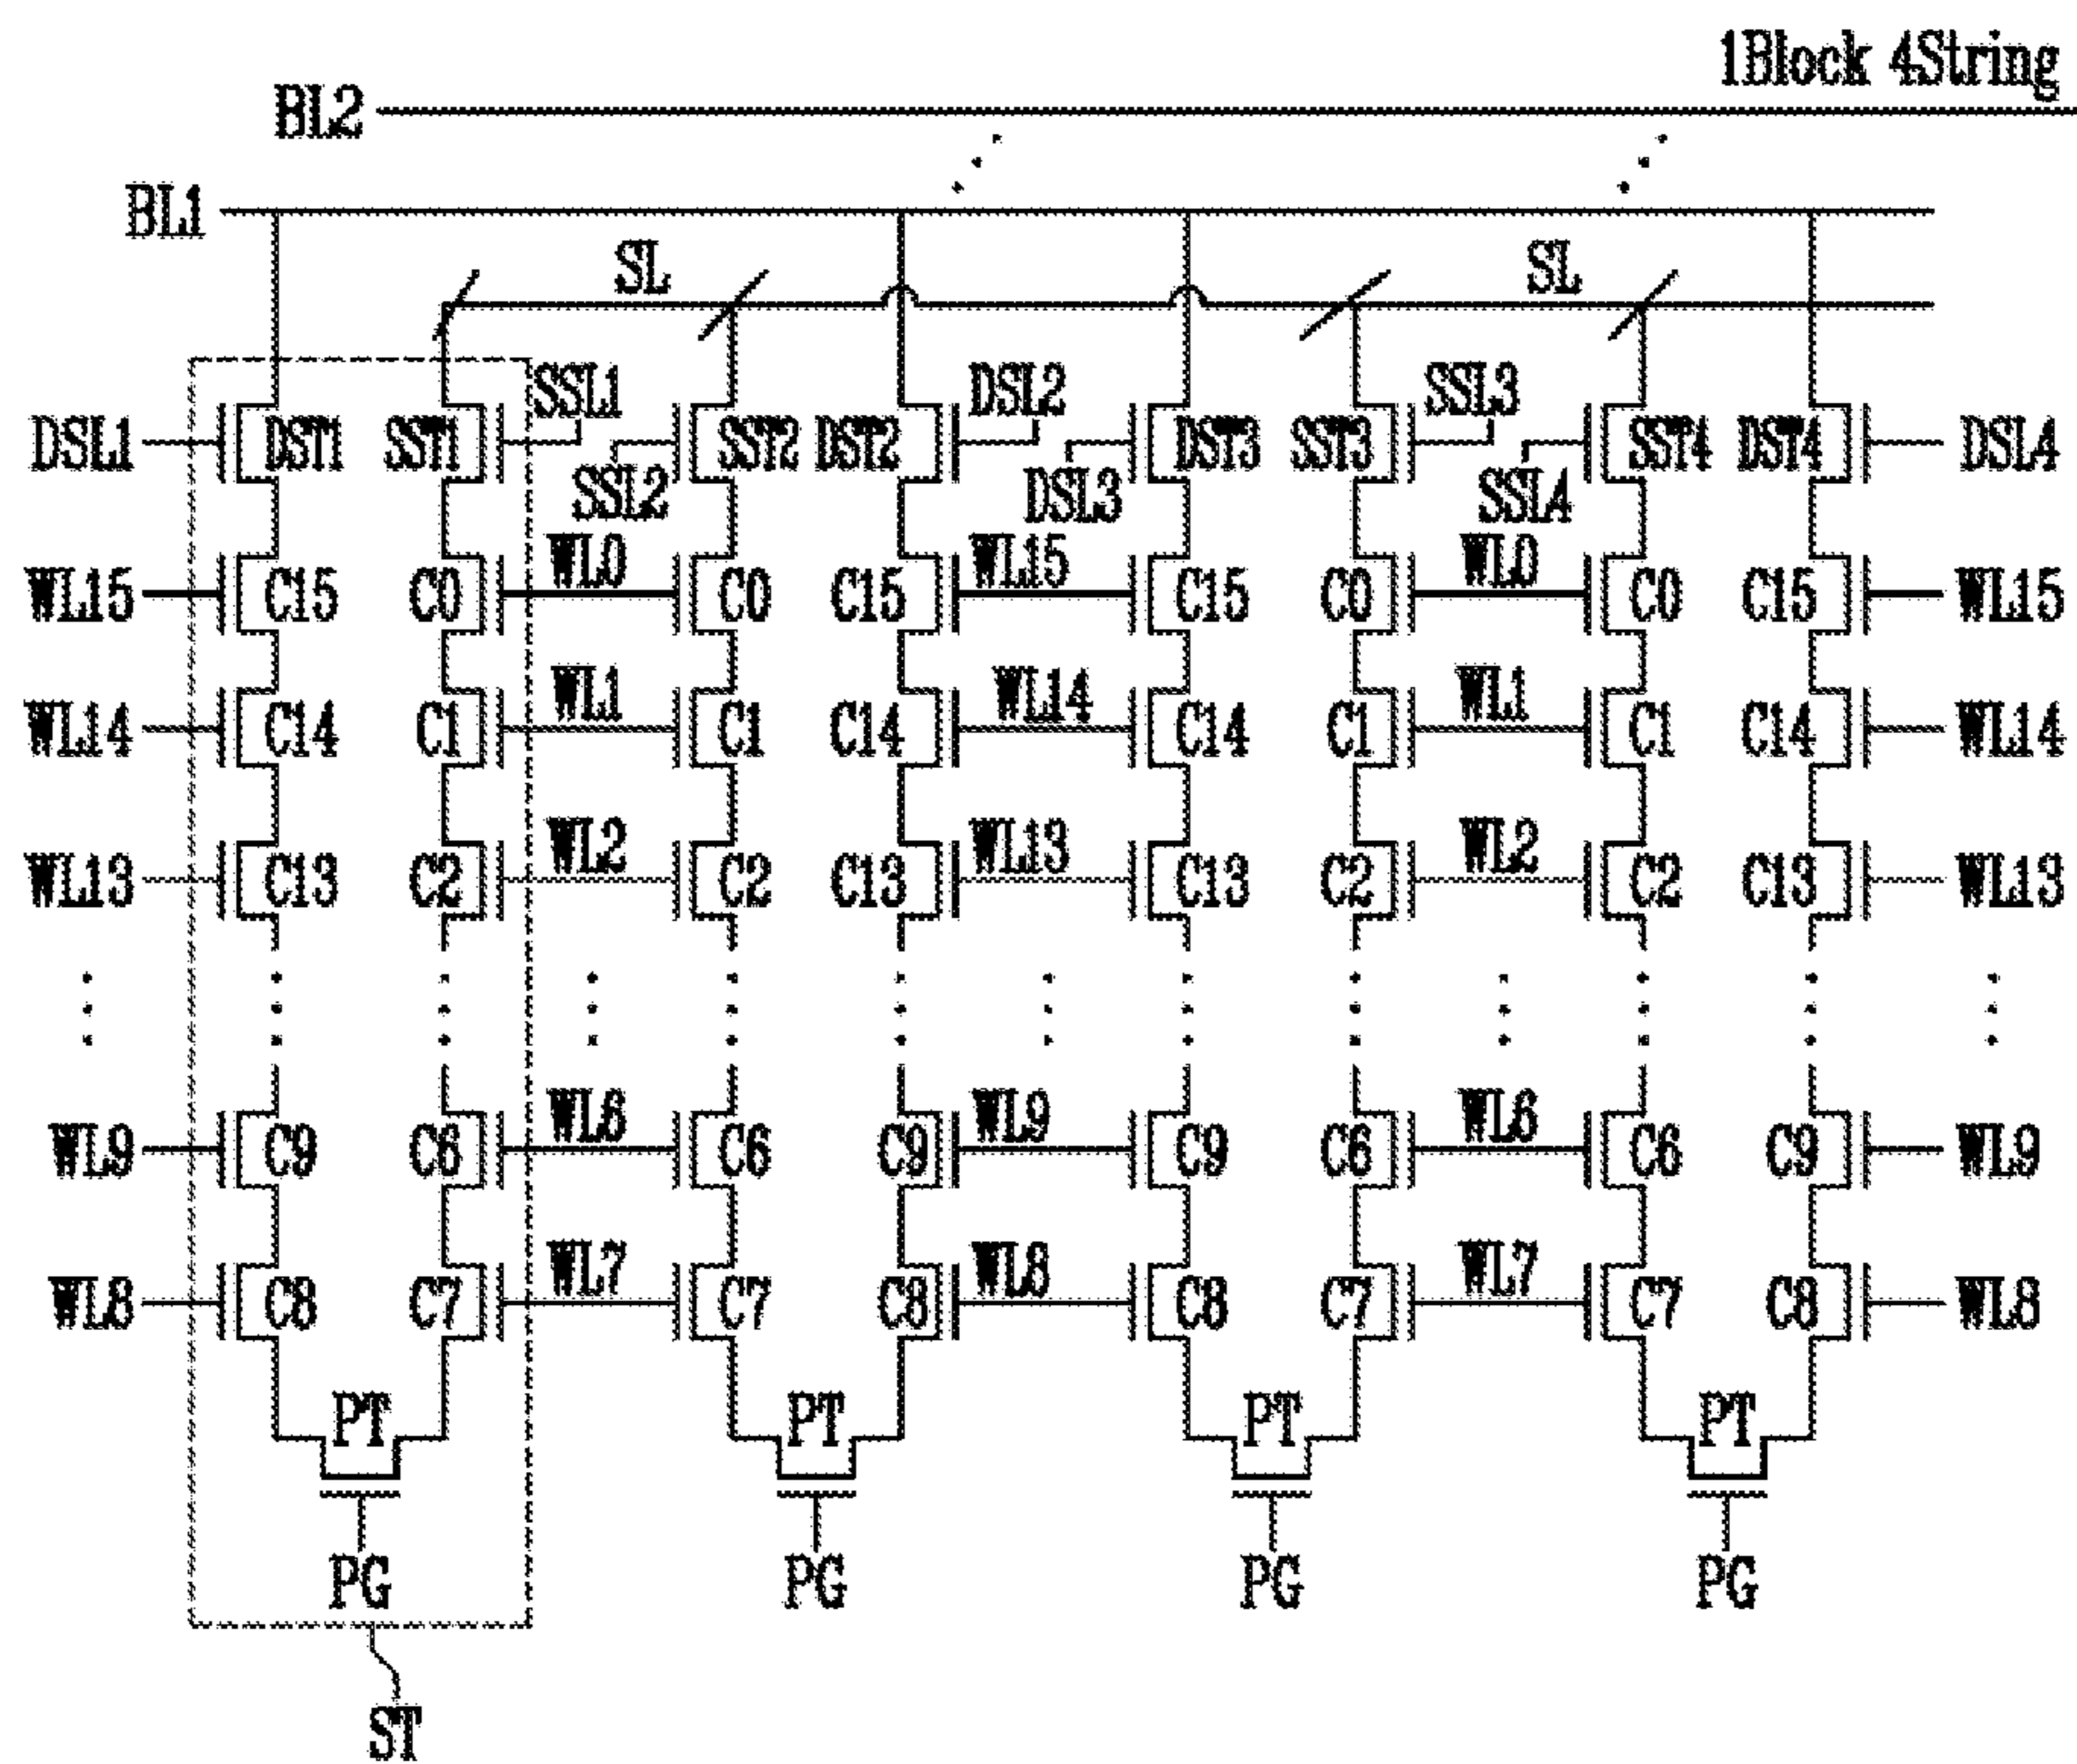 1Block 4String
BL2
BL1
SL SL
SSL1 DSL2 SSL3
DSL1 DST1 SST1 SST2 DST2 DST3 SST3 SST4 DST4 DSL4
SSL2 DSL3 SSL4
WL0 WL15 WL0
WL15 C15 C0 C0 C15 C15 C0 C0 C15 WL15
WL1 WL14 WL1
WL14 C14 C1 C1 C14 C14 C1 C1 C14 WL14
WL2 WL13 WL2
WL13 C13 C2 C2 C13 C13 C2 C2 C13 WL13
WL6 WL9 WL6
WL9 C9 C6 C6 C9 C9 C6 C6 C9 WL9
WL7 WL8 WL7
WL8 C8 C7 C7 C8 C8 C7 C7 C8 WL8
PT PT PT PT
PG PG PG PG
ST